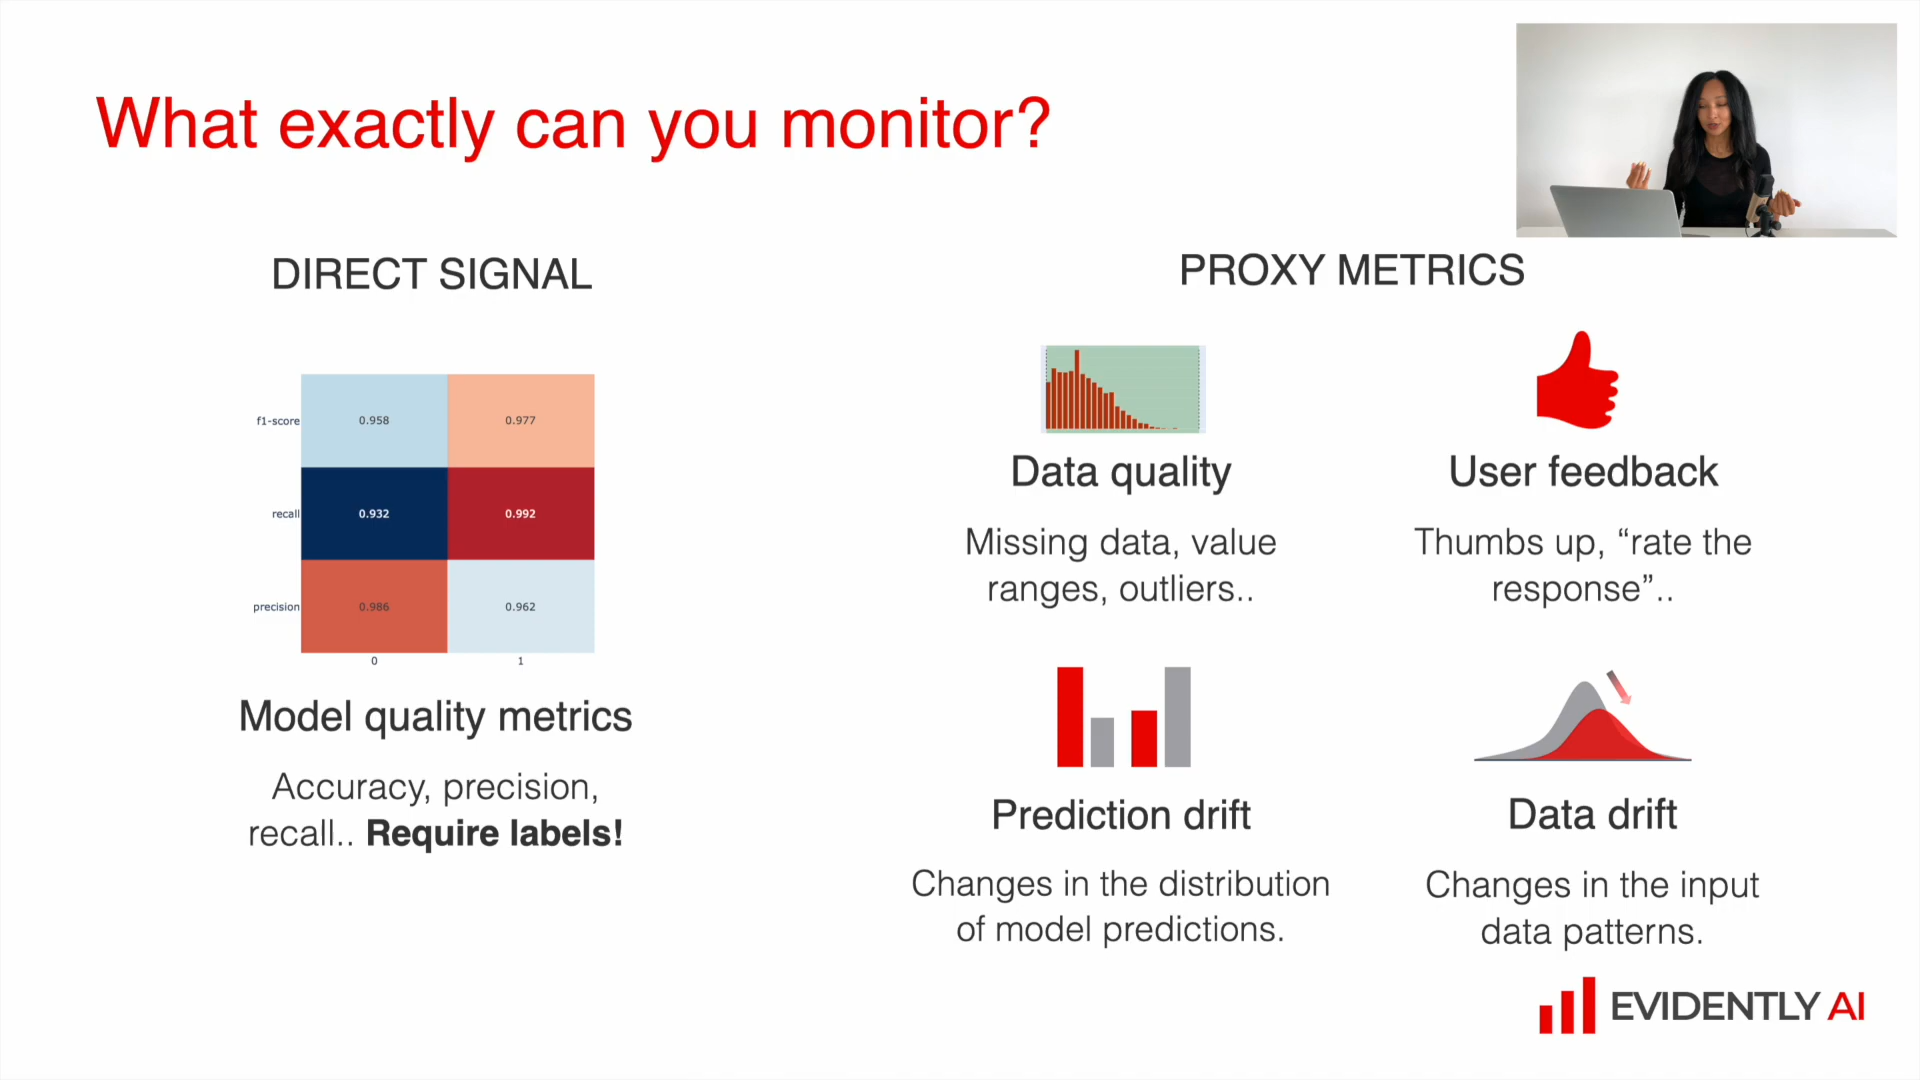 What exactly can you monitor?
DIRECT SIGNAL
f1-score 0.958 0.977
recall 0.932 0.992
precision 0.986 0.962
0 1
Model quality metrics
Accuracy, precision,
recall.. Require labels!
PROXY METRICS
Data quality
Missing data, value
ranges, outliers..
User feedback
Thumbs up, “rate the
response”..
Prediction drift
Changes in the distribution
of model predictions.
Data drift
Changes in the input
data patterns.
EVIDENTLY AI